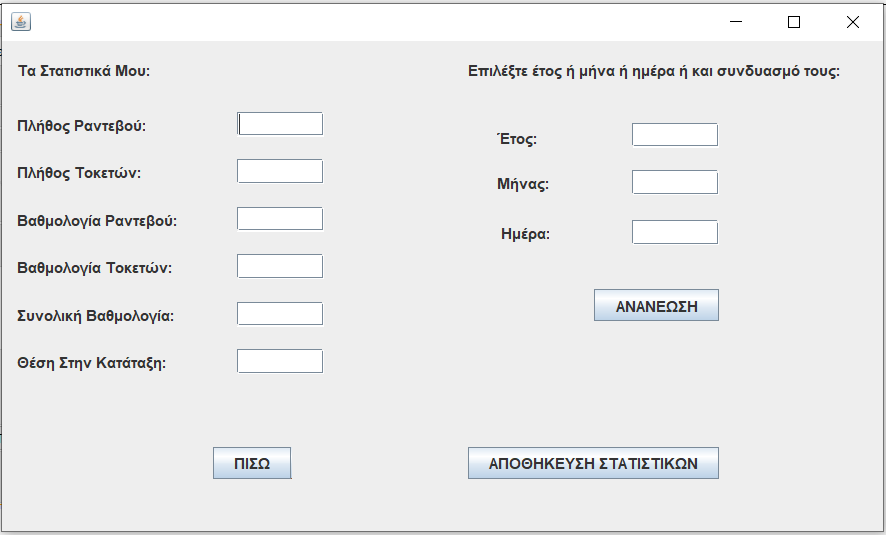 Τα Στατιστικά Μου:
Πλήθος Ραντεβού:
Πλήθος Τοκετών:
Βαθμολογία Ραντεβού:
Βαθμολογία Τοκετών:
Συνολική Βαθμολογία:
Θέση Στην Κατάταξη:
ΠΙΣΩ
Επιλέξτε έτος ή μήνα ή ημέρα ή και συνδυασμό τους:
Έτος:
Μήνας:
Ημέρα:
ΑΝΑΝΕΩΣΗ
ΑΠΟΘΗΚΕΥΣΗ ΣΤΑΤΙΣΤΙΚΩΝ